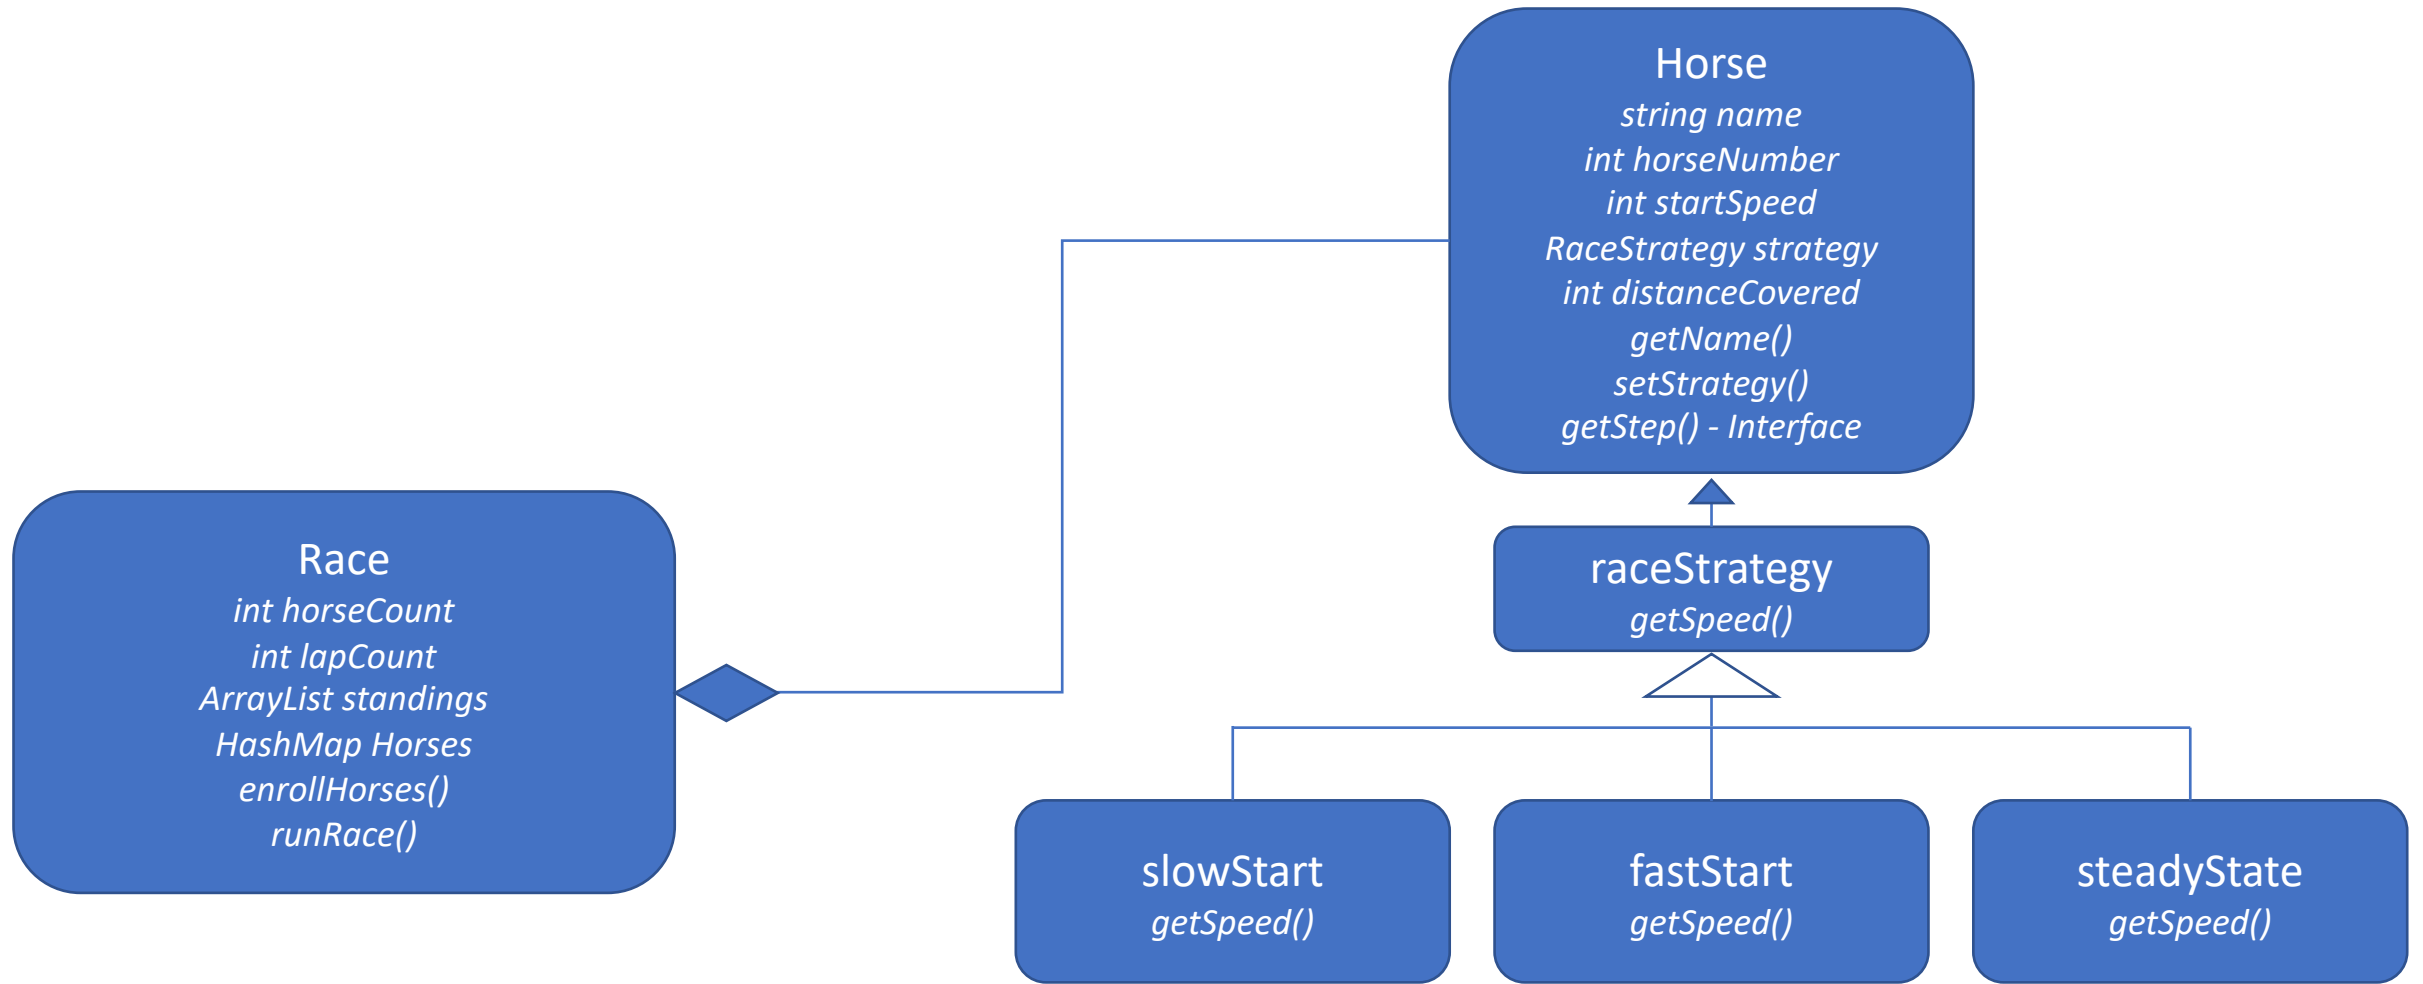 Horse
string name
int horseNumber
int startSpeed
RaceStrategy strategy
int distanceCovered
getName()
setStrategy()
getStep() - Interface
Race
int horseCount
int lapCount
ArrayList standings
HashMap Horses
enrollHorses()
runRace()
raceStrategy
getSpeed()
slowStart
getSpeed()
fastStart
getSpeed()
steadyState
getSpeed()